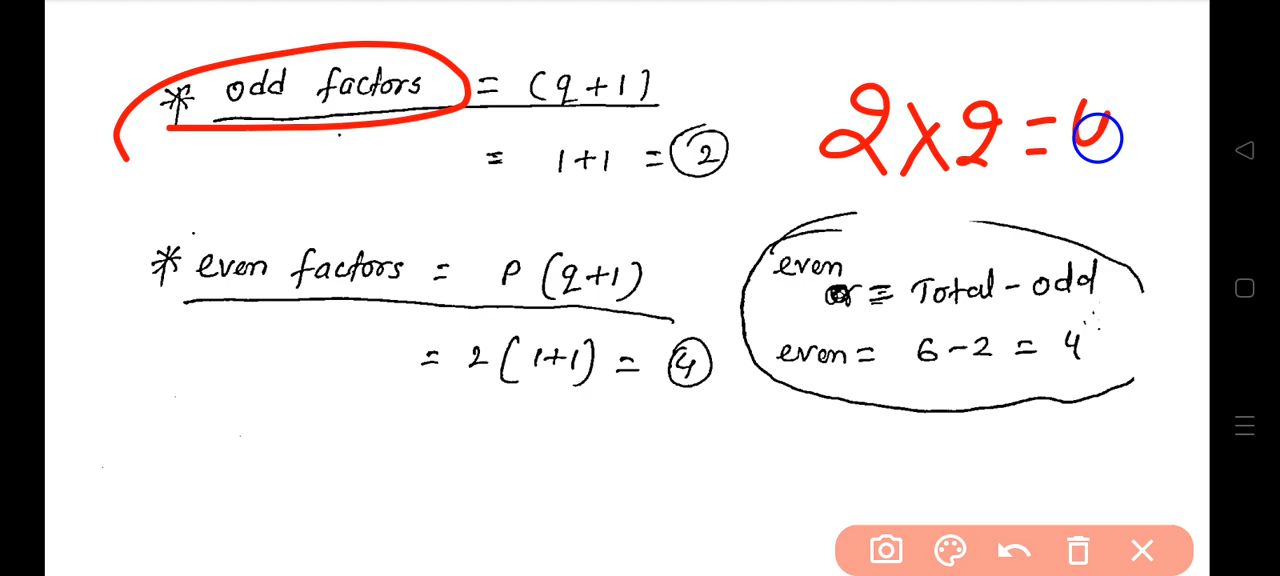 * odd factors = (q+1)
= 1+1 = 2
2×2=
* even factors = P(q+1)
= 2(1+1) = 4
even
or = Total - odd
even = 6-2 = 4